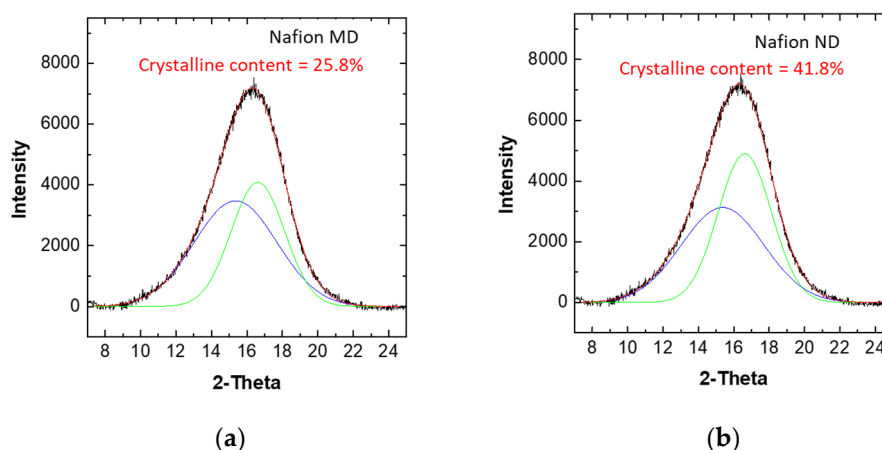 Nafion MD
Crystalline content = 25.8%
8000
6000
4000
2000
0
Intensity
8 10 12 14 16 18 20 22 24
2-Theta
(a)
Nafion ND
Crystalline content = 41.8%
8000
6000
4000
2000
0
Intensity
8 10 12 14 16 18 20 22 24
2-Theta
(b)